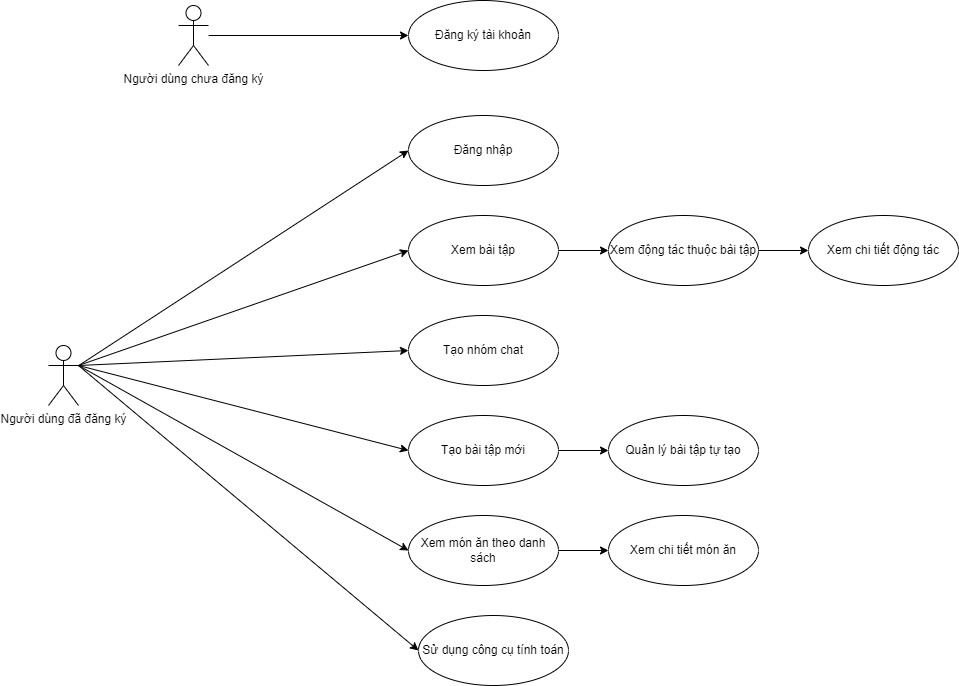 Đăng ký tài khoản
Người dùng chưa đăng ký
Đăng nhập
Xem bài tập
Xem động tác thuộc bài tập
Xem chi tiết động tác
Tạo nhóm chat
Người dùng đã đăng ký
Tạo bài tập mới
Quản lý bài tập tự tạo
Xem món ăn theo danh
sách
Xem chi tiết món ăn
Sử dụng công cụ tính toán